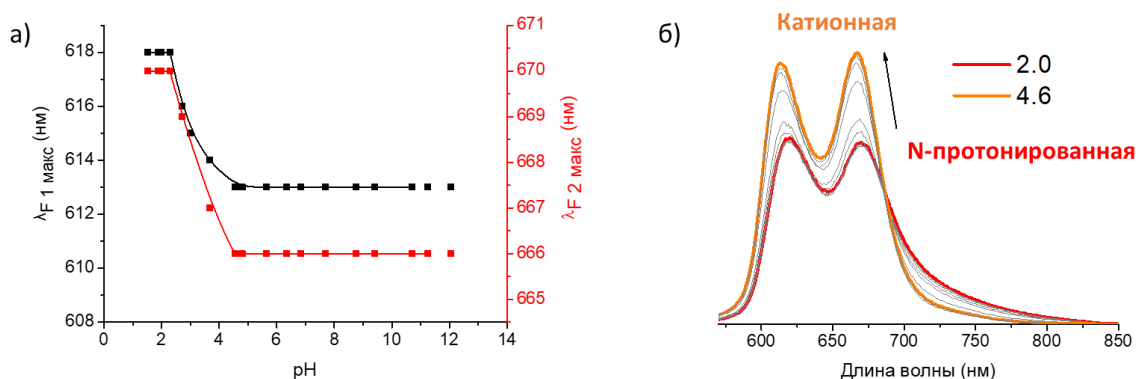 а)
618
616
614
612
610
608
λF 1 макс (нм)
0 2 4 6 8 10 12 14
pH
671
670
669
668
667
666
665
λF 2 макс (нм)
б)
Катионная
2.0
4.6
N-протонированная
600 650 700 750 800 850
Длина волны (нм)